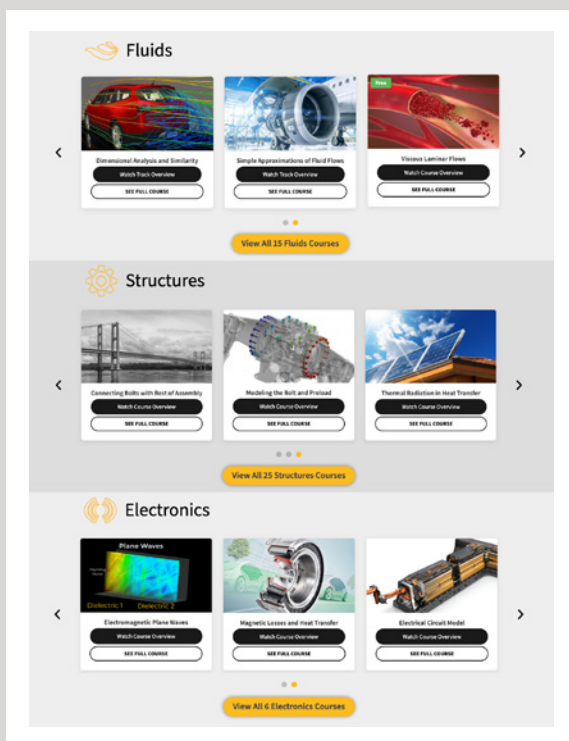 Fluids
Free
Dimensional Analysis and Similarity
Simple Approximations of Fluid Flows
Viscous Laminar Flows
Watch Track Overview
Watch Track Overview
Watch Course Overview
SEE FULL COURSE
SEE FULL COURSE
SEE FULL COURSE
View All 15 Fluids Courses
Structures
Connecting Bolts with Rest of Assembly
Modeling the Bolt and Preload
Thermal Radiation in Heat Transfer
Watch Course Overview
Watch Course Overview
Watch Course Overview
SEE FULL COURSE
SEE FULL COURSE
SEE FULL COURSE
View All 25 Structures Courses
Electronics
Plane Waves
Dielectric 1 Dielectric 2
Electromagnetic Plane Waves
Magnetic Losses and Heat Transfer
Electrical Circuit Model
Watch Course Overview
Watch Course Overview
Watch Course Overview
SEE FULL COURSE
SEE FULL COURSE
SEE FULL COURSE
View All 6 Electronics Courses